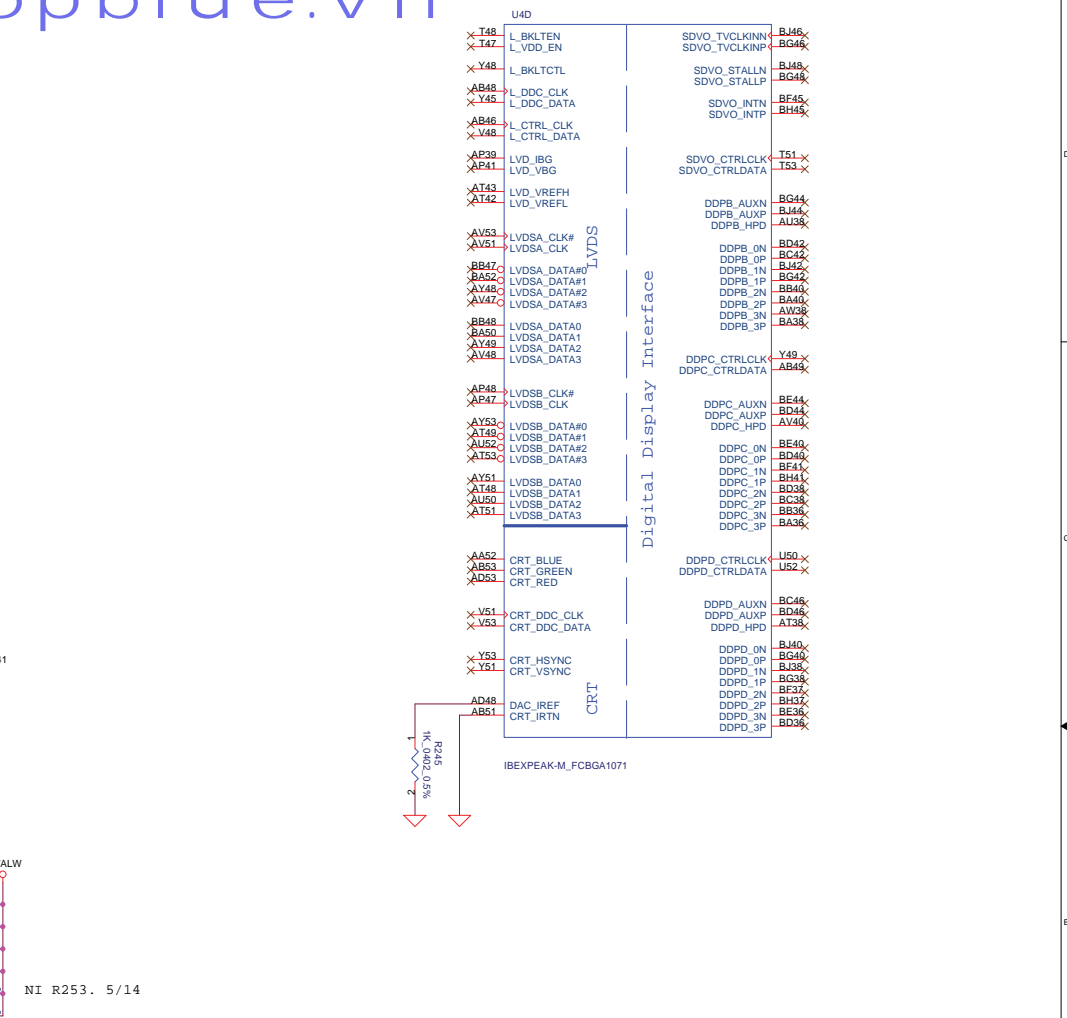 opblue.vn
U4D
T48 L_BKLTEN
T47 L_VDD_EN
Y48 L_BKLTCTL
AB48 L_DDC_CLK
Y45 L_DDC_DATA
AB46 L_CTRL_CLK
V48 L_CTRL_DATA
AP39 LVD_IBG
AP41 LVD_VBG
AT43 LVD_VREFH
AT42 LVD_VREFL
AV53 LVDSA_CLK#
AV51 LVDSA_CLK
BB47 LVDSA_DATA#0
BA52 LVDSA_DATA#1
AY48 LVDSA_DATA#2
AV47 LVDSA_DATA#3
BB48 LVDSA_DATA0
BA50 LVDSA_DATA1
AY49 LVDSA_DATA2
AV48 LVDSA_DATA3
AP48 LVDSB_CLK#
AP47 LVDSB_CLK
AY53 LVDSB_DATA#0
AT49 LVDSB_DATA#1
AU52 LVDSB_DATA#2
AT53 LVDSB_DATA#3
AY51 LVDSB_DATA0
AT48 LVDSB_DATA1
AU50 LVDSB_DATA2
AT51 LVDSB_DATA3
LVDS
AA52 CRT_BLUE
AB53 CRT_GREEN
AD53 CRT_RED
V51 CRT_DDC_CLK
V53 CRT_DDC_DATA
Y53 CRT_HSYNC
Y51 CRT_VSYNC
AD48 DAC_IREF
AB51 CRT_IRTN
CRT
Digital Display Interface
SDVO_TVCLKINN BJ46
SDVO_TVCLKINP BG46
SDVO_STALLN BJ48
SDVO_STALLP BG48
SDVO_INTN BF45
SDVO_INTP BH45
SDVO_CTRLCLK T51
SDVO_CTRLDATA T53
DDPB_AUXN BG44
DDPB_AUXP BJ44
DDPB_HPD AU38
DDPB_0N BD42
DDPB_0P BC42
DDPB_1N BJ42
DDPB_1P BG42
DDPB_2N BB40
DDPB_2P BA40
DDPB_3N AW38
DDPB_3P BA38
DDPC_CTRLCLK Y49
DDPC_CTRLDATA AB49
DDPC_AUXN BE44
DDPC_AUXP BD44
DDPC_HPD AV40
DDPC_0N BE40
DDPC_0P BD40
DDPC_1N BF41
DDPC_1P BH41
DDPC_2N BD38
DDPC_2P BC38
DDPC_3N BB36
DDPC_3P BA36
DDPD_CTRLCLK U50
DDPD_CTRLDATA U52
DDPD_AUXN BC46
DDPD_AUXP BD46
DDPD_HPD AT38
DDPD_0N BJ40
DDPD_0P BG40
DDPD_1N BJ38
DDPD_1P BG38
DDPD_2N BF37
DDPD_2P BH37
DDPD_3N BE36
DDPD_3P BD36
IBEXPEAK-M_FCBGA1071
1
R245
1K_0402_0.5%
2
ALW
NI R253. 5/14